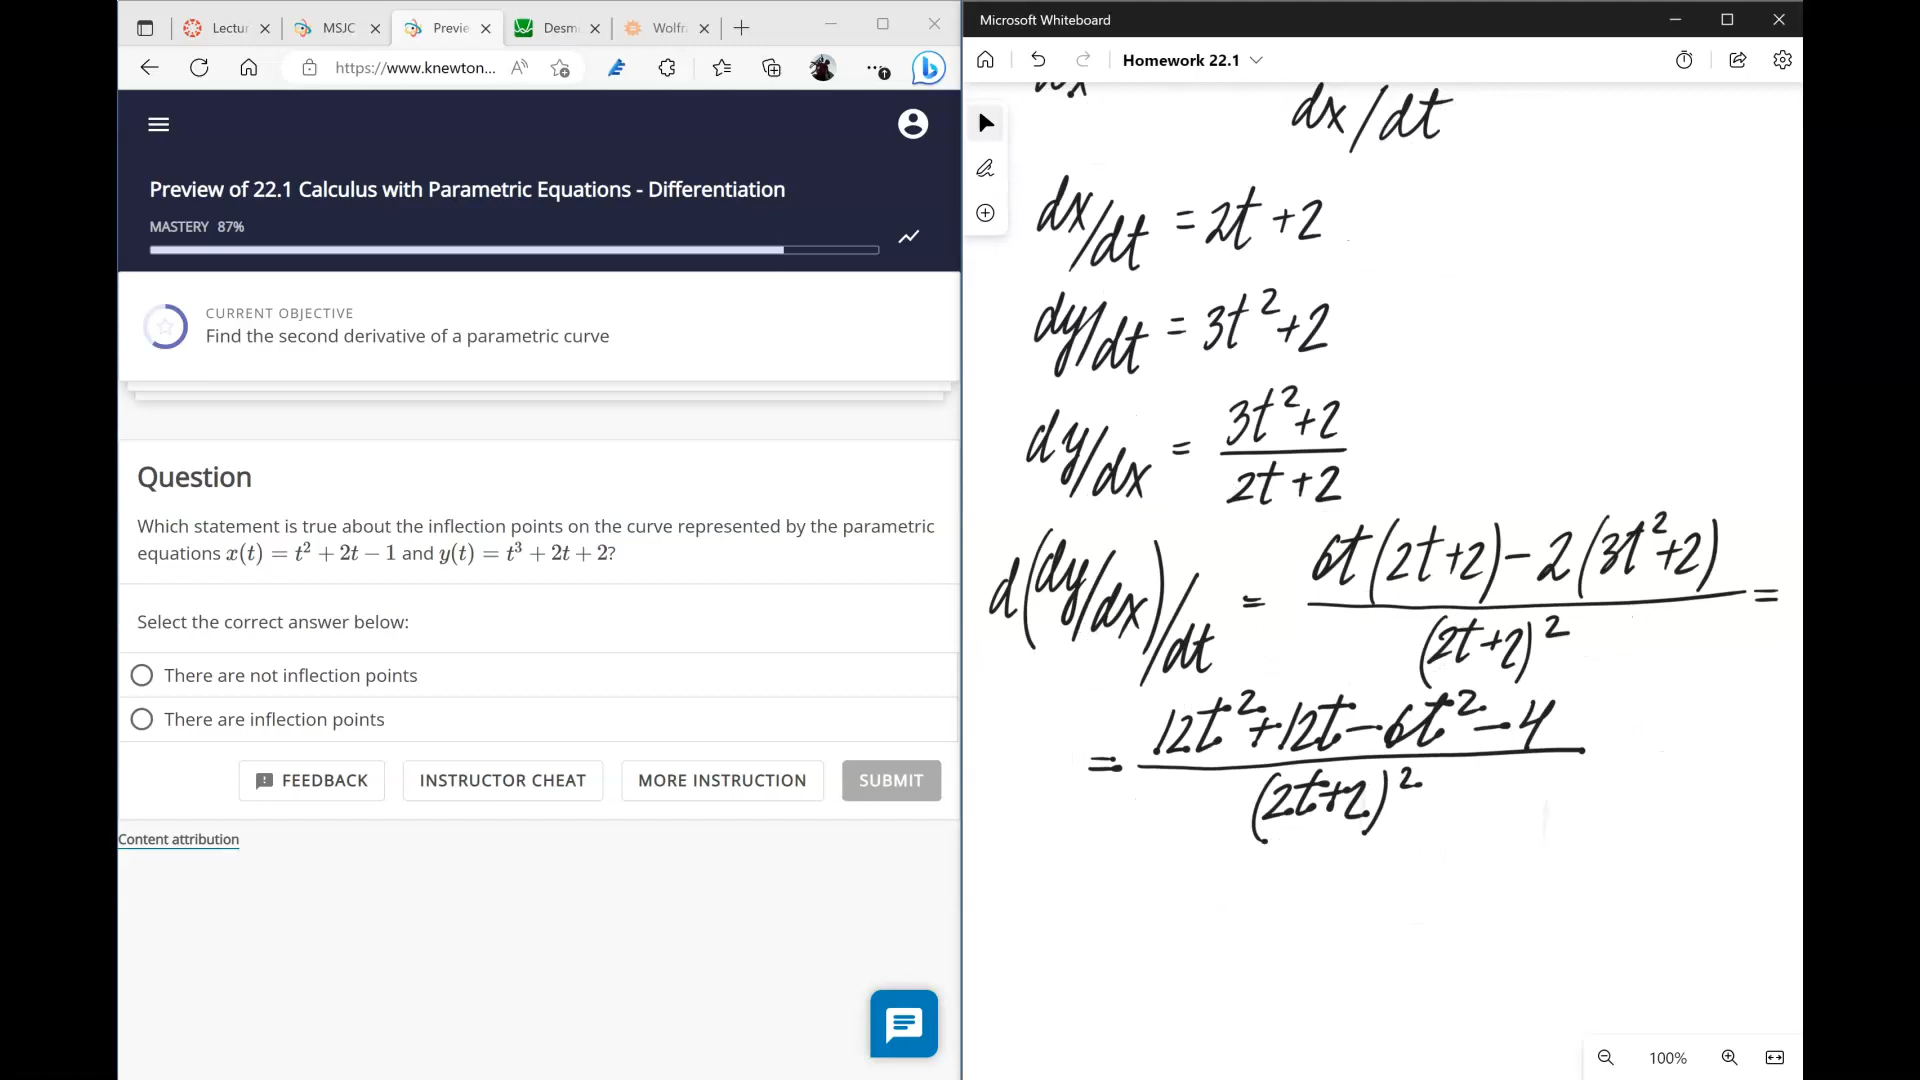 Lectur
MSJC
Previe
Desm
Wolfr
https://www.knewton...
Preview of 22.1 Calculus with Parametric Equations - Differentiation
MASTERY 87%
CURRENT OBJECTIVE
Find the second derivative of a parametric curve
Question
Which statement is true about the inflection points on the curve represented by the parametric
equations x(t) = t² + 2t − 1 and y(t) = t³ + 2t + 2?
Select the correct answer below:
There are not inflection points
There are inflection points
FEEDBACK
INSTRUCTOR CHEAT
MORE INSTRUCTION
SUBMIT
Content attribution
Microsoft Whiteboard
Homework 22.1
dx/dt
dx/dt = 2t + 2
dy/dt = 3t² + 2
dy/dx = (3t² + 2)/(2t + 2)
d(dy/dx)/dt = (6t(2t+2) − 2(3t²+2))/(2t+2)² =
= (12t² + 12t − 6t² − 4)/(2t+2)²
100%